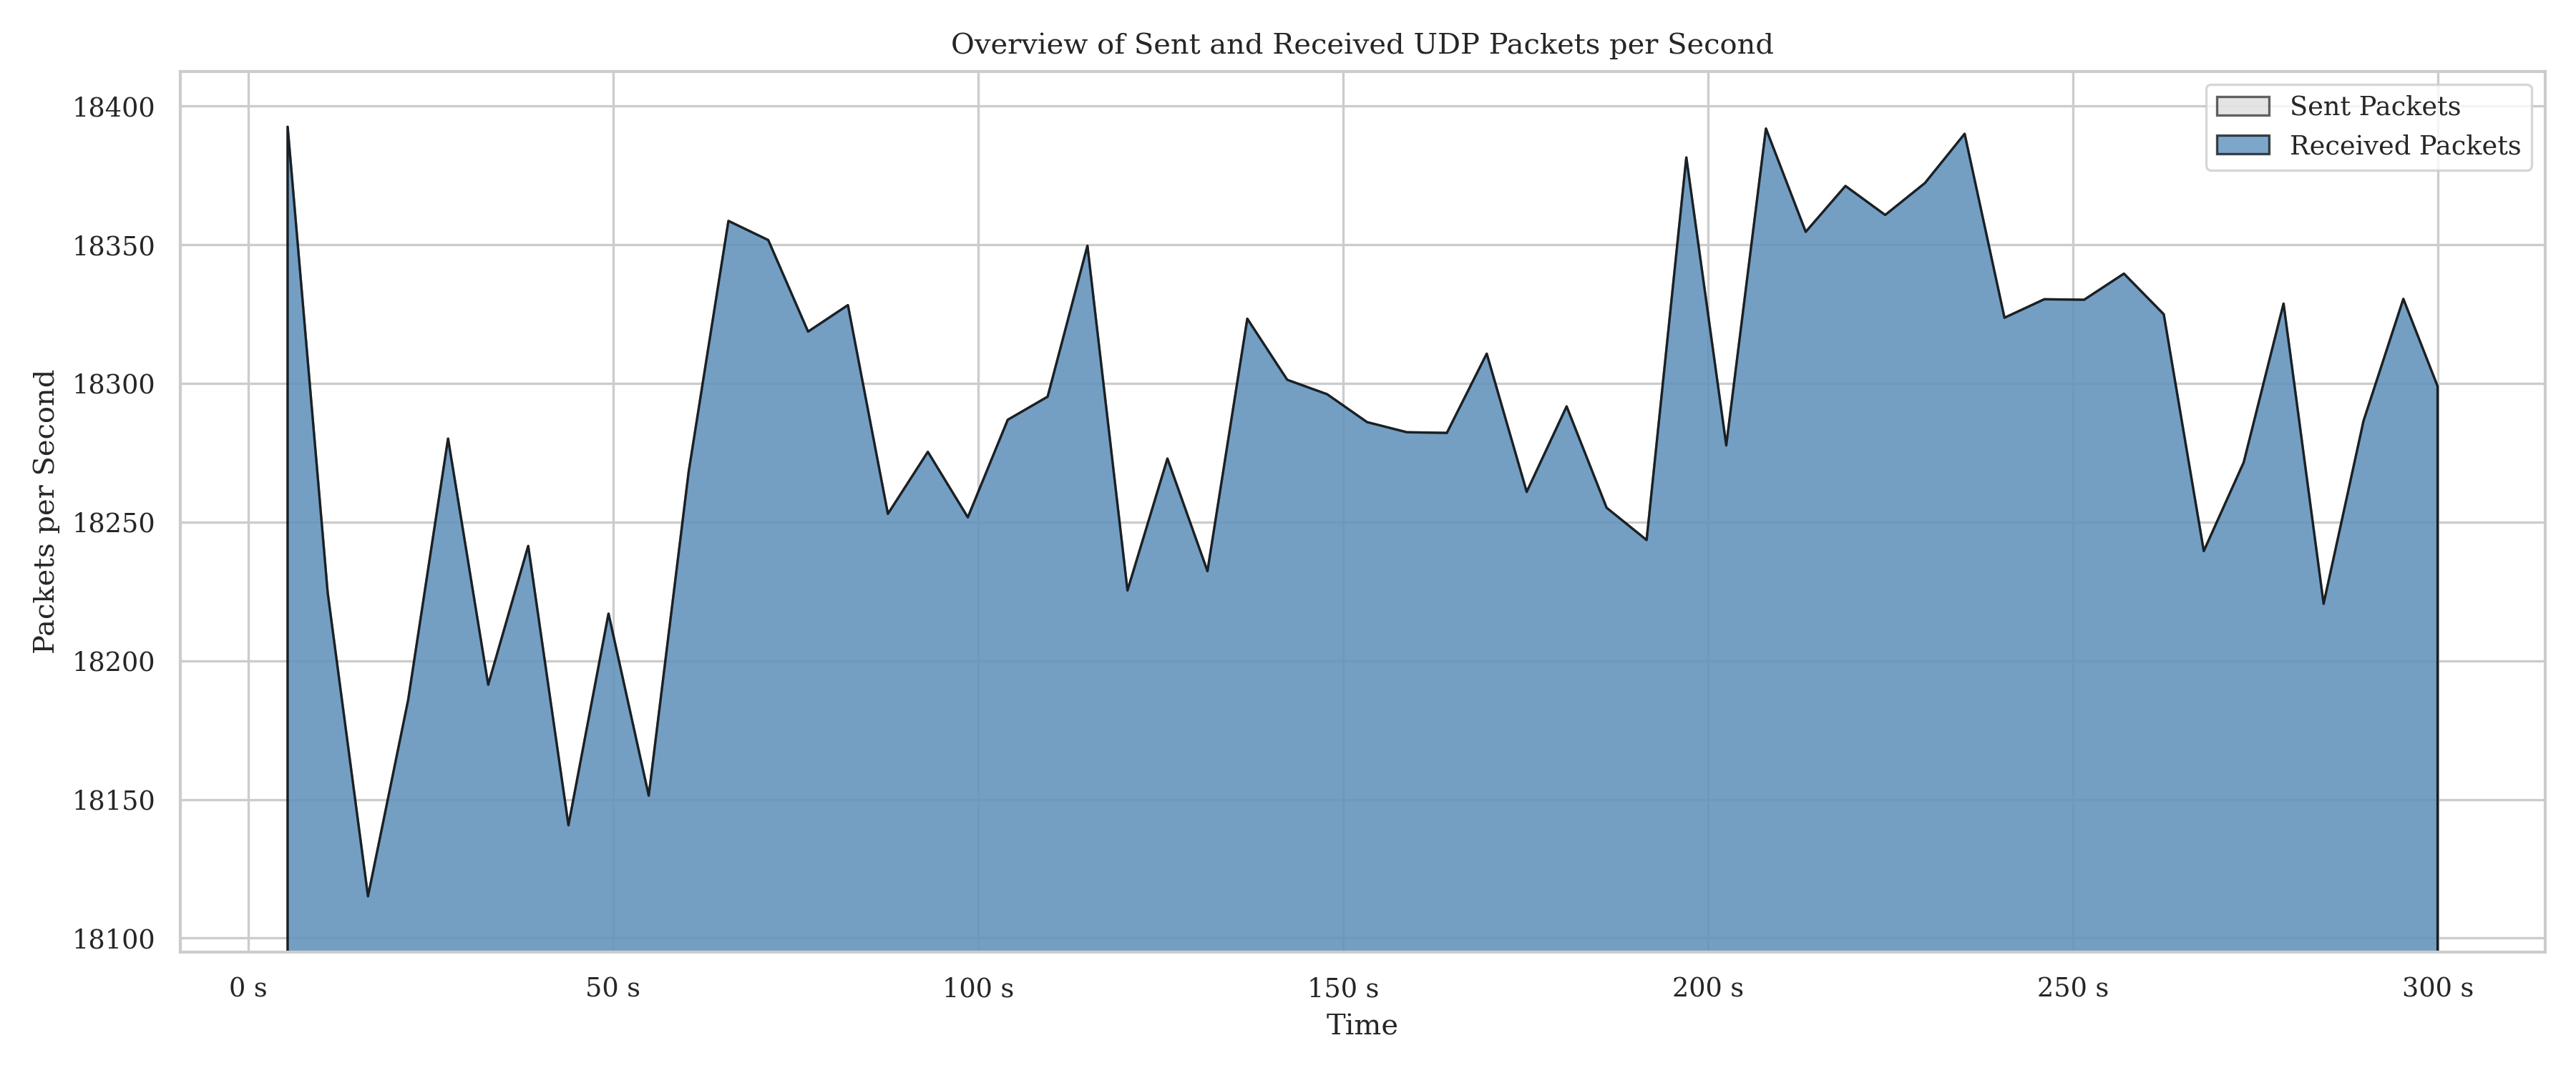 Overview of Sent and Received UDP Packets per Second
Sent Packets
Received Packets
Packets per Second
18400
18350
18300
18250
18200
18150
18100
0 s
50 s
100 s
150 s
200 s
250 s
300 s
Time